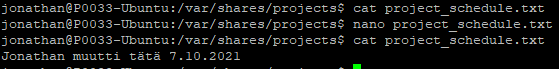 jonathan@P0033-Ubuntu:/var/shares/projects$ cat project_schedule.txt
jonathan@P0033-Ubuntu:/var/shares/projects$ nano project_schedule.txt
jonathan@P0033-Ubuntu:/var/shares/projects$ cat project_schedule.txt
Jonathan muutti tätä 7.10.2021